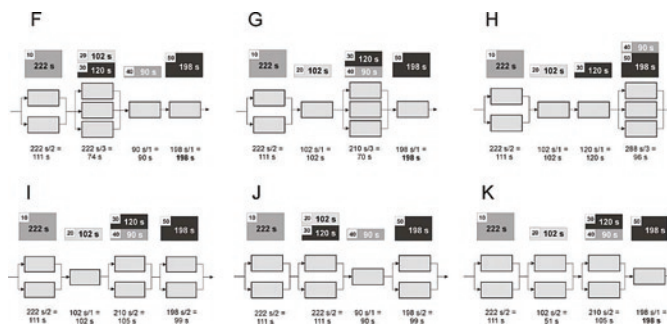 F
10 222 s
20 102 s
30 120 s
40 90 s
50 198 s
222 s/2 = 111 s
222 s/3 = 74 s
90 s/1 = 90 s
198 s/1 = 198 s
G
10 222 s
20 102 s
30 120 s
40 90 s
50 198 s
222 s/2 = 111 s
102 s/1 = 102 s
210 s/3 = 70 s
198 s/1 = 198 s
H
10 222 s
20 102 s
30 120 s
40 90 s
50 198 s
222 s/2 = 111 s
102 s/1 = 102 s
120 s/1 = 120 s
288 s/3 = 96 s
I
10 222 s
20 102 s
30 120 s
40 90 s
50 198 s
222 s/2 = 111 s
102 s/1 = 102 s
210 s/2 = 105 s
198 s/2 = 99 s
J
10 222 s
20 102 s
30 120 s
40 90 s
50 198 s
222 s/2 = 111 s
222 s/2 = 111 s
90 s/1 = 90 s
198 s/2 = 99 s
K
10 222 s
20 102 s
30 120 s
40 90 s
50 198 s
222 s/2 = 111 s
102 s/2 = 51 s
210 s/2 = 105 s
198 s/1 = 198 s